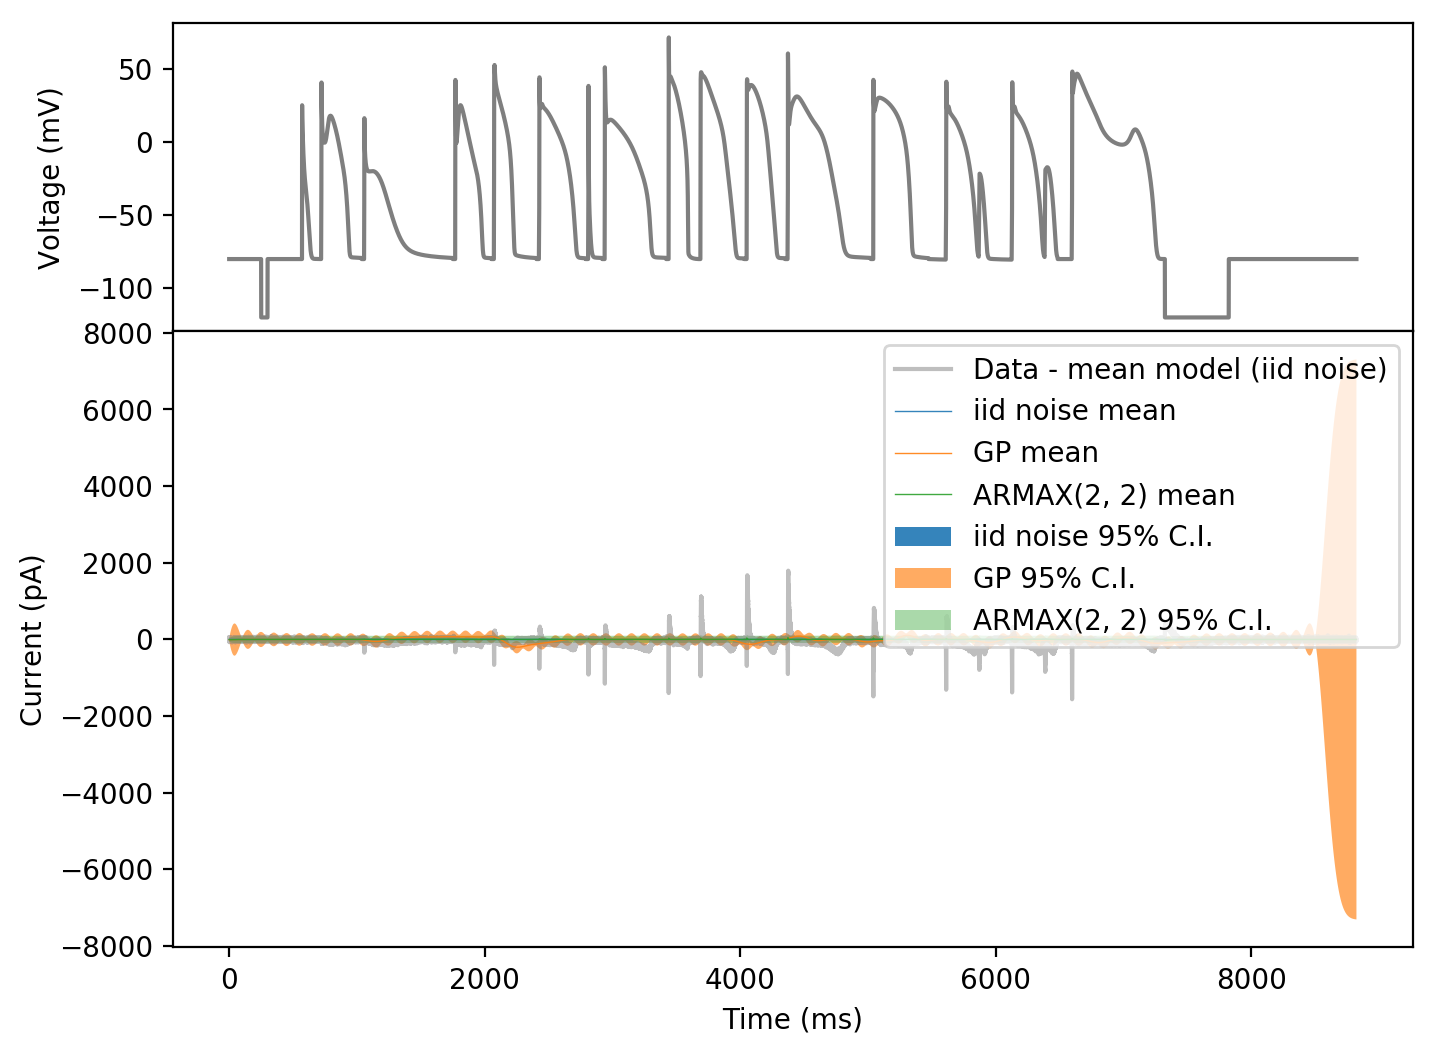 50
0
−50
−100
Voltage (mV)
8000
6000
4000
2000
0
−2000
−4000
−6000
−8000
Current (pA)
Data - mean model (iid noise)
iid noise mean
GP mean
ARMAX(2, 2) mean
iid noise 95% C.I.
GP 95% C.I.
ARMAX(2, 2) 95% C.I.
0 2000 4000 6000 8000
Time (ms)